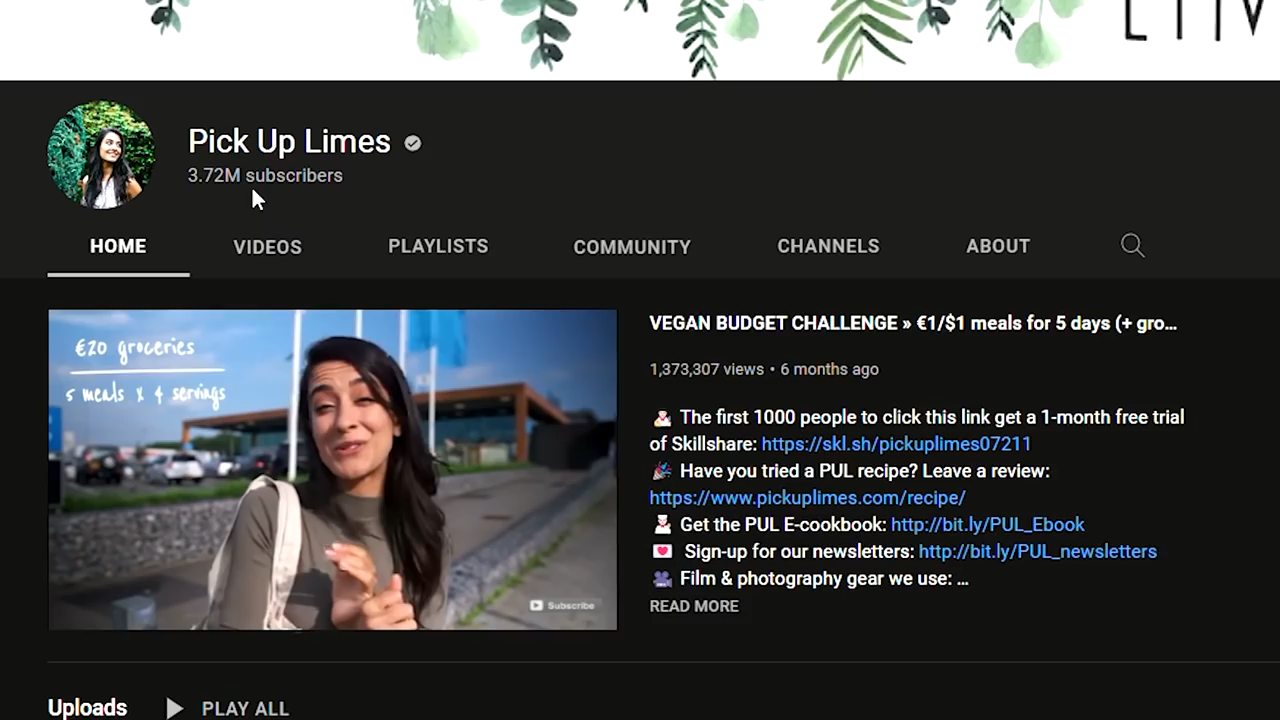 Pick Up Limes
3.72M subscribers
HOME
VIDEOS
PLAYLISTS
COMMUNITY
CHANNELS
ABOUT
€20 groceries
5 meals x 4 servings
Subscribe
VEGAN BUDGET CHALLENGE » €1/$1 meals for 5 days (+ gro...
1,373,307 views • 6 months ago
The first 1000 people to click this link get a 1-month free trial
of Skillshare: https://skl.sh/pickuplimes07211
Have you tried a PUL recipe? Leave a review:
https://www.pickuplimes.com/recipe/
Get the PUL E-cookbook: http://bit.ly/PUL_Ebook
Sign-up for our newsletters: http://bit.ly/PUL_newsletters
Film & photography gear we use: ...
READ MORE
Uploads
PLAY ALL